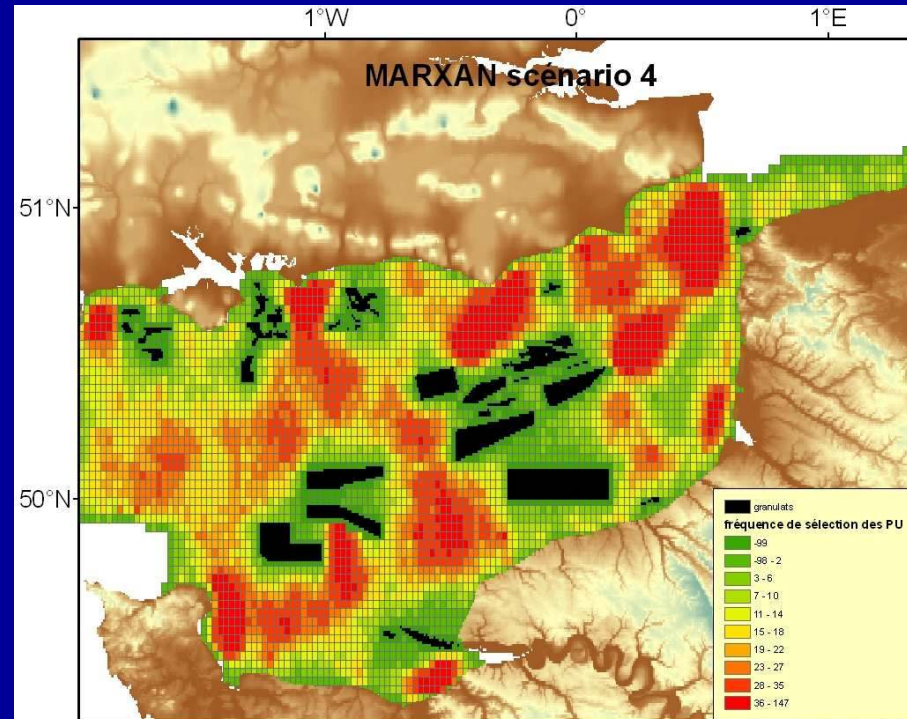 1°W 0° 1°E
MARXAN scénario 4
51°N
50°N
granulats
fréquence de sélection des PU
-99
-98 - 2
3 - 6
7 - 10
11 - 14
15 - 18
19 - 22
23 - 27
28 - 35
36 - 147